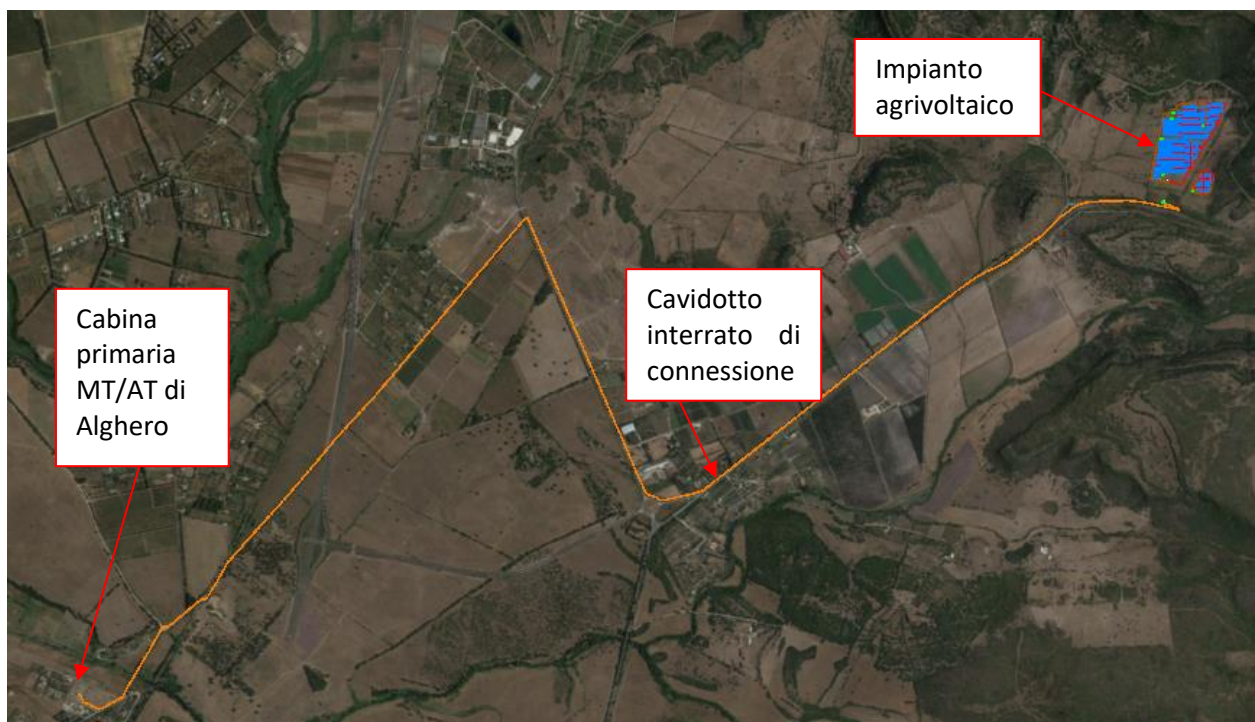 Impianto
agrivoltaico
Cavidotto
interrato di
connessione
Cabina
primaria
MT/AT di
Alghero